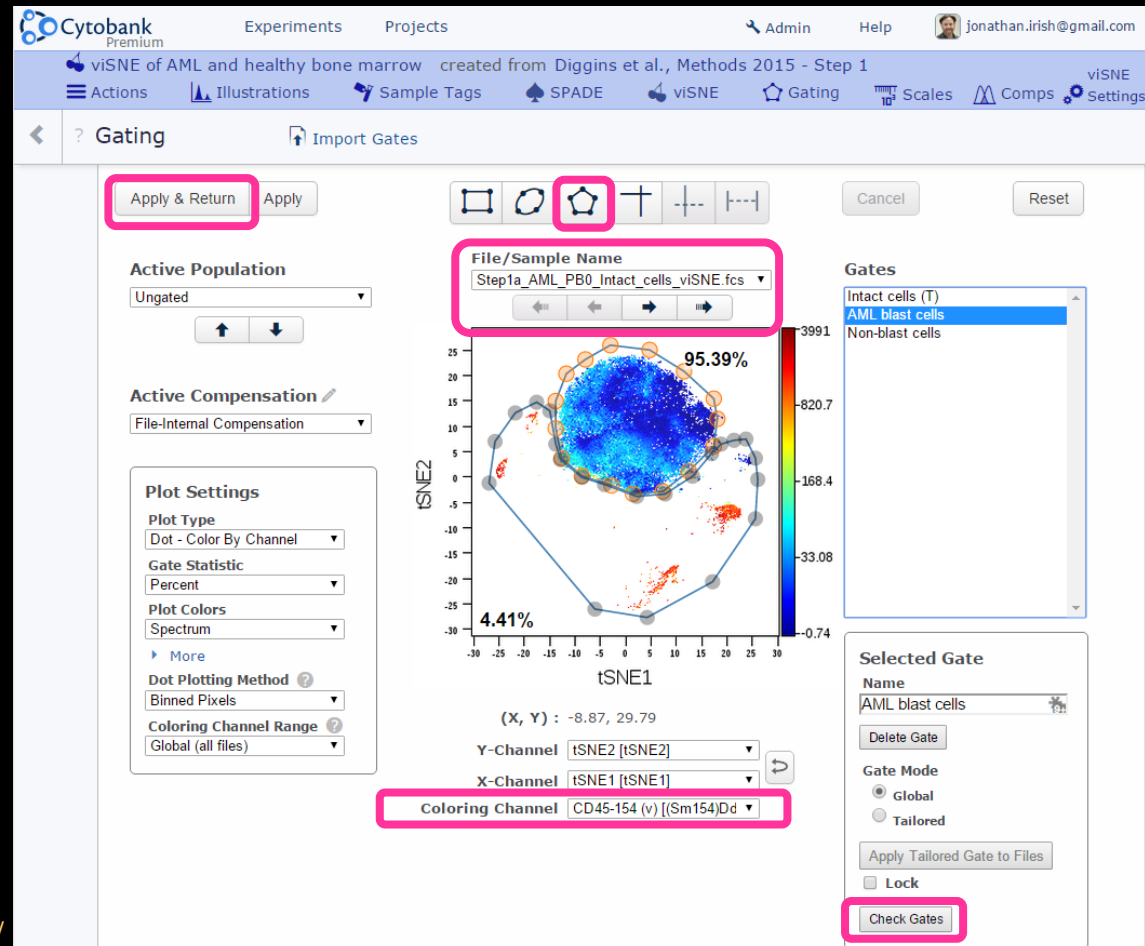 Cytobank
Premium
Experiments Projects Admin Help jonathan.irish@gmail.com
viSNE of AML and healthy bone marrow created from Diggins et al., Methods 2015 - Step 1
Actions Illustrations Sample Tags SPADE viSNE Gating Scales Comps viSNE Settings
? Gating Import Gates
Apply & Return Apply Cancel Reset
Active Population
Ungated
Active Compensation
File-Internal Compensation
Plot Settings
Plot Type
Dot - Color By Channel
Gate Statistic
Percent
Plot Colors
Spectrum
More
Dot Plotting Method ?
Binned Pixels
Coloring Channel Range ?
Global (all files)
File/Sample Name
Step1a_AML_PB0_Intact_cells_viSNE.fcs
95.39%
4.41%
tSNE2
25
20
15
10
5
0
-5
-10
-15
-20
-25
-30
-30 -25 -20 -15 -10 -5 0 5 10 15 20 25 30
tSNE1
3991
820.7
168.4
33.08
-0.74
(X, Y) : -8.87, 29.79
Y-Channel tSNE2 [tSNE2]
X-Channel tSNE1 [tSNE1]
Coloring Channel CD45-154 (v) [(Sm154)Dd
Gates
Intact cells (T)
AML blast cells
Non-blast cells
Selected Gate
Name
AML blast cells
Delete Gate
Gate Mode
Global
Tailored
Apply Tailored Gate to Files
Lock
Check Gates